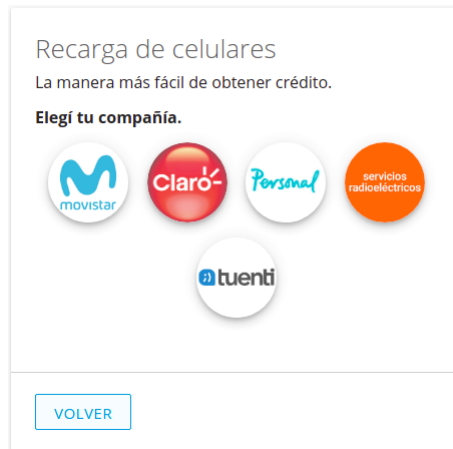 Recarga de celulares
La manera más fácil de obtener crédito.
Elegí tu compañía.
movistar
Claro
Personal
servicios
radioeléctricos
tuenti
VOLVER